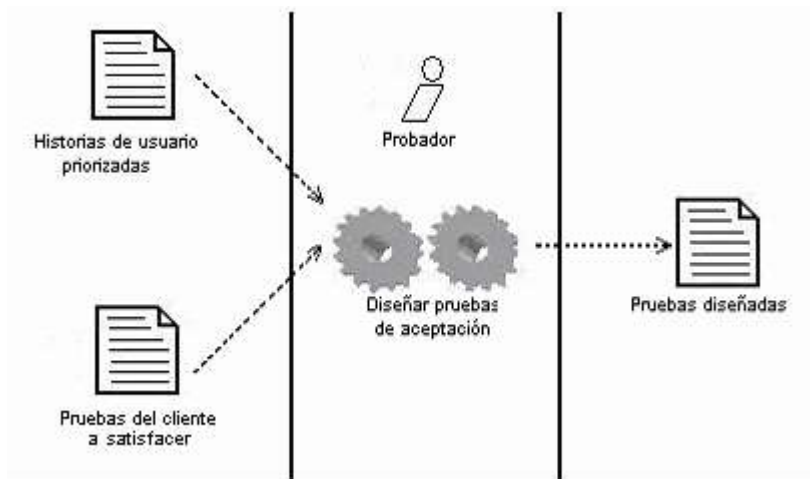 Historias de usuario
priorizadas
Probador
Diseñar pruebas
de aceptación
Pruebas diseñadas
Pruebas del cliente
a satisfacer